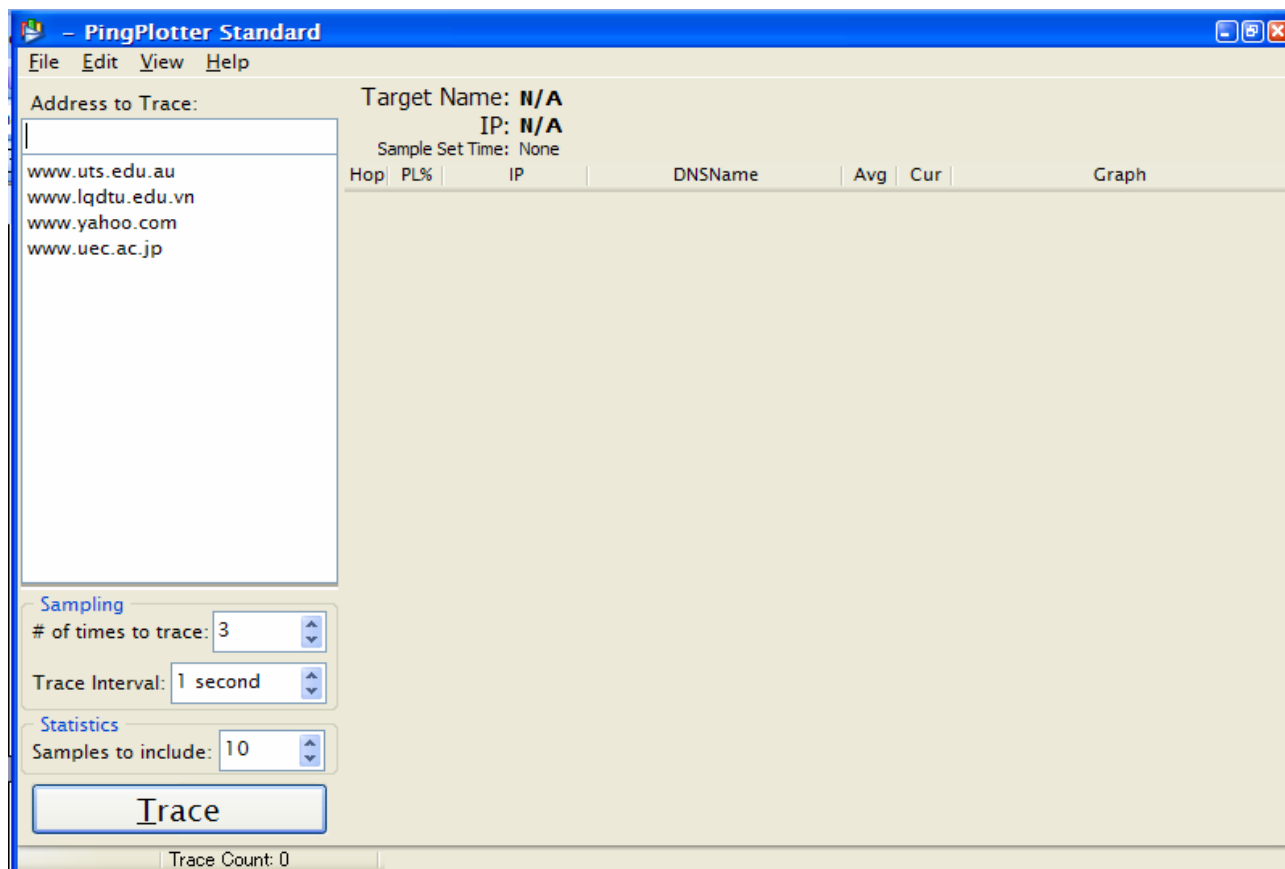 – PingPlotter Standard
File Edit View Help
Address to Trace:
www.uts.edu.au
www.lqdtu.edu.vn
www.yahoo.com
www.uec.ac.jp
Sampling
# of times to trace: 3
Trace Interval: 1 second
Statistics
Samples to include: 10
Trace
Target Name: N/A
IP: N/A
Sample Set Time: None
Hop PL% IP DNSName Avg Cur Graph
Trace Count: 0